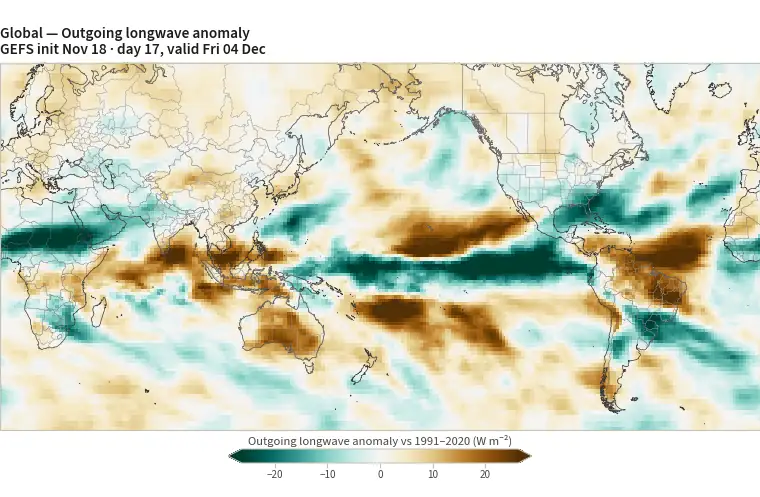 Global — Outgoing longwave anomaly
GEFS init Nov 18 · day 17, valid Fri 04 Dec
Outgoing longwave anomaly vs 1991–2020 (W m⁻²)
−20 −10 0 10 20